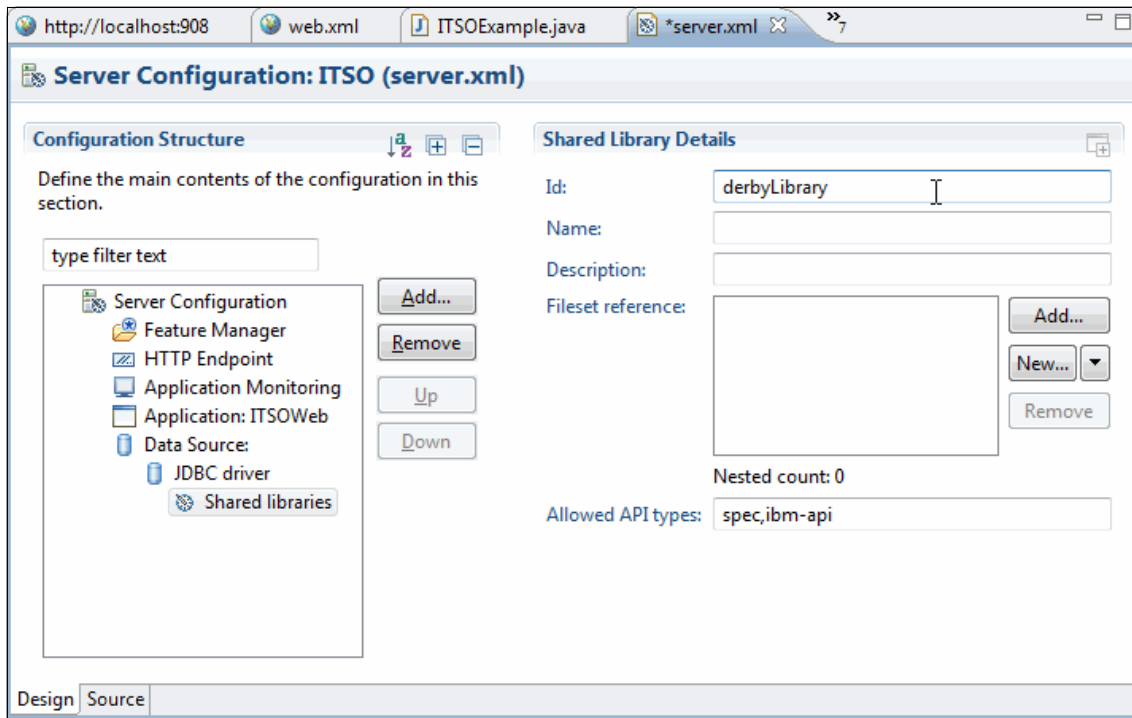 http://localhost:908 web.xml ITSOExample.java *server.xml »7
Server Configuration: ITSO (server.xml)
Configuration Structure
Define the main contents of the configuration in this
section.
type filter text
Server Configuration
Feature Manager
HTTP Endpoint
Application Monitoring
Application: ITSOWeb
Data Source:
JDBC driver
Shared libraries
Add...
Remove
Up
Down
Shared Library Details
Id: derbyLibrary
Name:
Description:
Fileset reference:
Add...
New...
Remove
Nested count: 0
Allowed API types: spec,ibm-api
Design Source